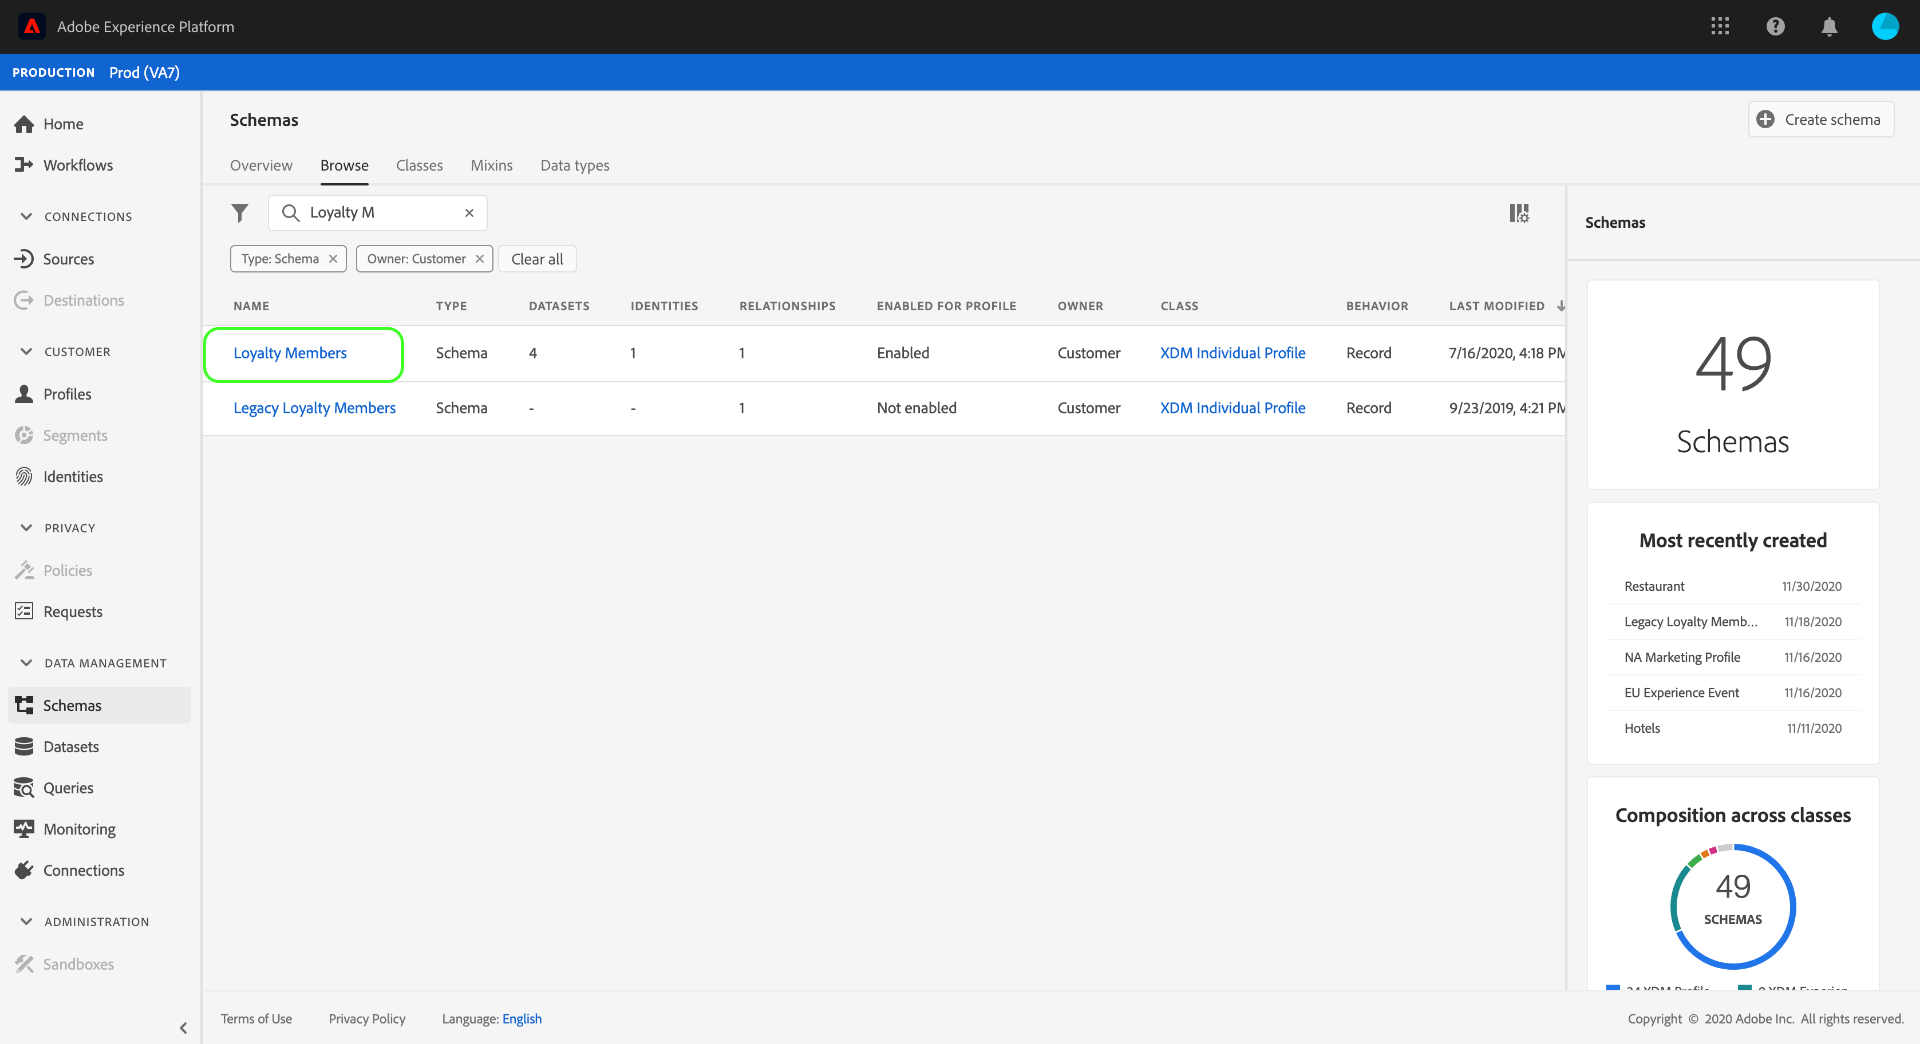 Adobe Experience Platform
PRODUCTION Prod (VA7)
Home
Workflows
CONNECTIONS
Sources
Destinations
CUSTOMER
Profiles
Segments
Identities
PRIVACY
Policies
Requests
DATA MANAGEMENT
Schemas
Datasets
Queries
Monitoring
Connections
ADMINISTRATION
Sandboxes
Schemas
Create schema
Overview Browse Classes Mixins Data types
Loyalty M
Type: Schema Owner: Customer Clear all
NAME TYPE DATASETS IDENTITIES RELATIONSHIPS ENABLED FOR PROFILE OWNER CLASS BEHAVIOR LAST MODIFIED
Loyalty Members Schema 4 1 1 Enabled Customer XDM Individual Profile Record 7/16/2020, 4:18 PM
Legacy Loyalty Members Schema - - 1 Not enabled Customer XDM Individual Profile Record 9/23/2019, 4:21 PM
Schemas
49
Schemas
Most recently created
Restaurant 11/30/2020
Legacy Loyalty Memb... 11/18/2020
NA Marketing Profile 11/16/2020
EU Experience Event 11/16/2020
Hotels 11/11/2020
Composition across classes
49
SCHEMAS
XDM Profile XDM Experien
Terms of Use Privacy Policy Language: English
Copyright © 2020 Adobe Inc. All rights reserved.